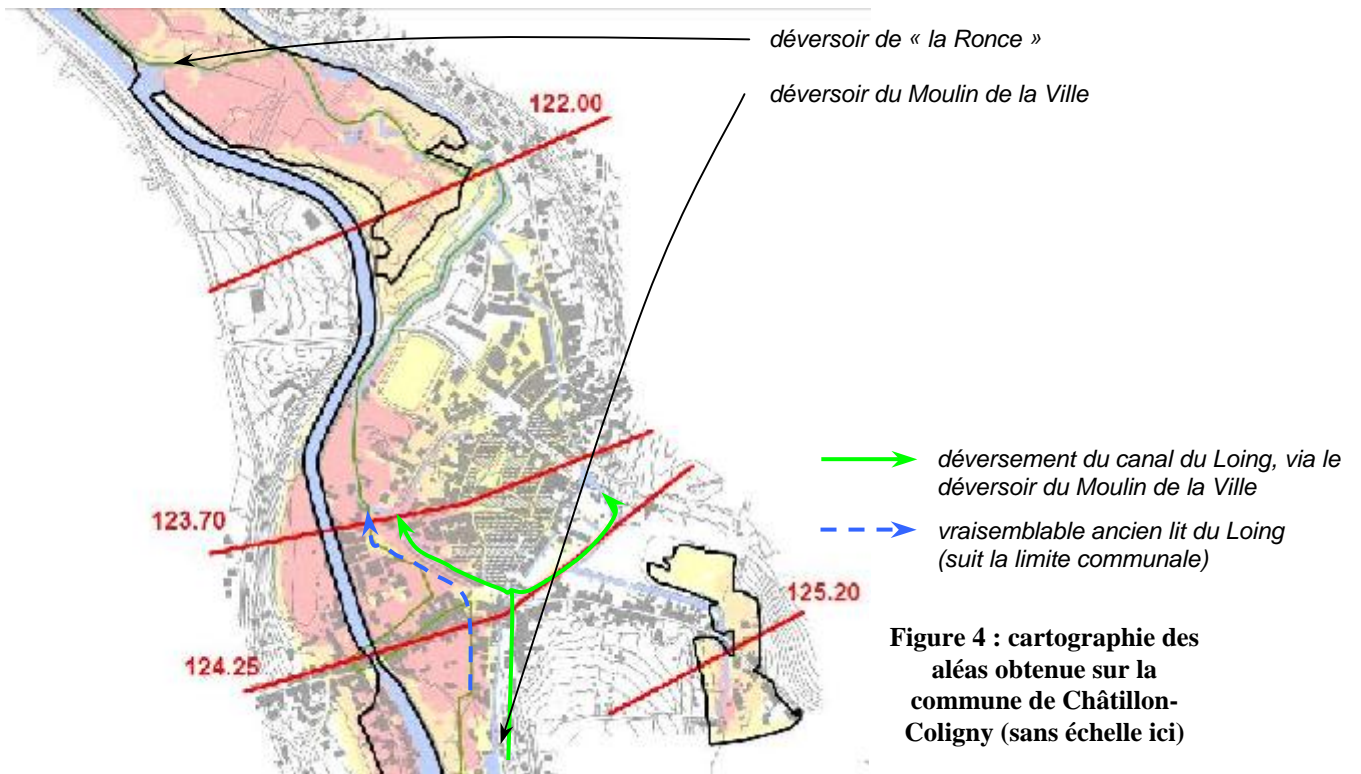 déversoir de « la Ronce »
déversoir du Moulin de la Ville
122.00
déversement du canal du Loing, via le
déversoir du Moulin de la Ville
123.70
vraisemblable ancien lit du Loing
(suit la limite communale)
125.20
124.25
Figure 4 : cartographie des
aléas obtenue sur la
commune de Châtillon-
Coligny (sans échelle ici)